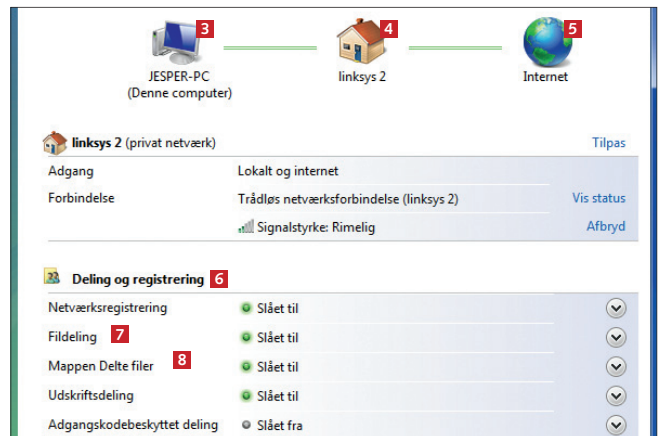 3 4 5
JESPER-PC linksys 2 Internet
(Denne computer)
linksys 2 (privat netværk) Tilpas
Adgang Lokalt og internet
Forbindelse Trådløs netværksforbindelse (linksys 2) Vis status
Signalstyrke: Rimelig Afbryd
Deling og registrering 6
Netværksregistrering Slået til
Fildeling 7 Slået til
Mappen Delte filer 8 Slået til
Udskriftsdeling Slået til
Adgangskodebeskyttet deling Slået fra